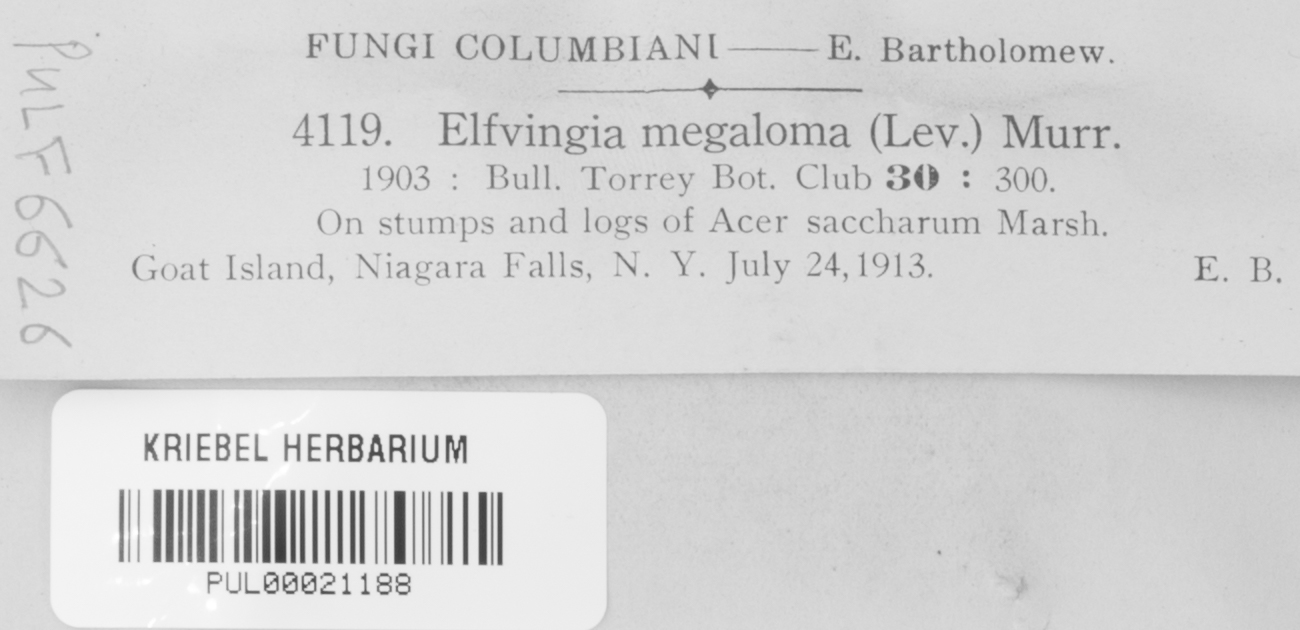 FUNGI COLUMBIANI — E. Bartholomew.
4119. Elfvingia megaloma (Lev.) Murr.
1903 : Bull. Torrey Bot. Club 30 : 300.
On stumps and logs of Acer saccharum Marsh.
Goat Island, Niagara Falls, N. Y. July 24, 1913. E. B.
PULF6626
KRIEBEL HERBARIUM
PUL00021188